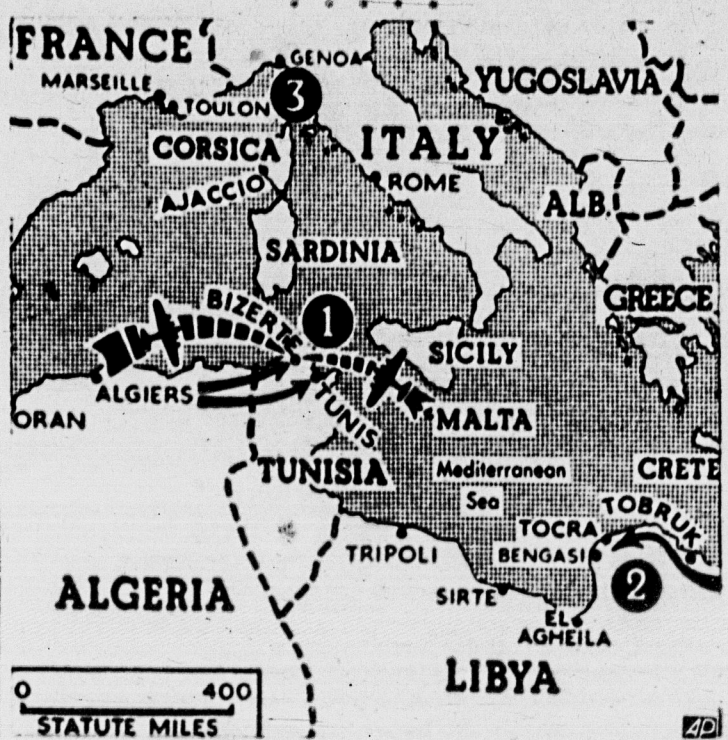 FRANCE
GENOA
MARSEILLE
TOULON
3
YUGOSLAVIA
CORSICA
ITALY
AJACCIO
ROME
ALB.
SARDINIA
GREECE
BIZERTE
1
SICILY
ALGIERS
TUNIS
MALTA
ORAN
TUNISIA
Mediterranean
Sea
CRETE
TOBRUK
TOCRA
BENGASI
TRIPOLI
2
ALGERIA
SIRTE
EL
AGHEILA
LIBYA
0 400
STATUTE MILES
AP